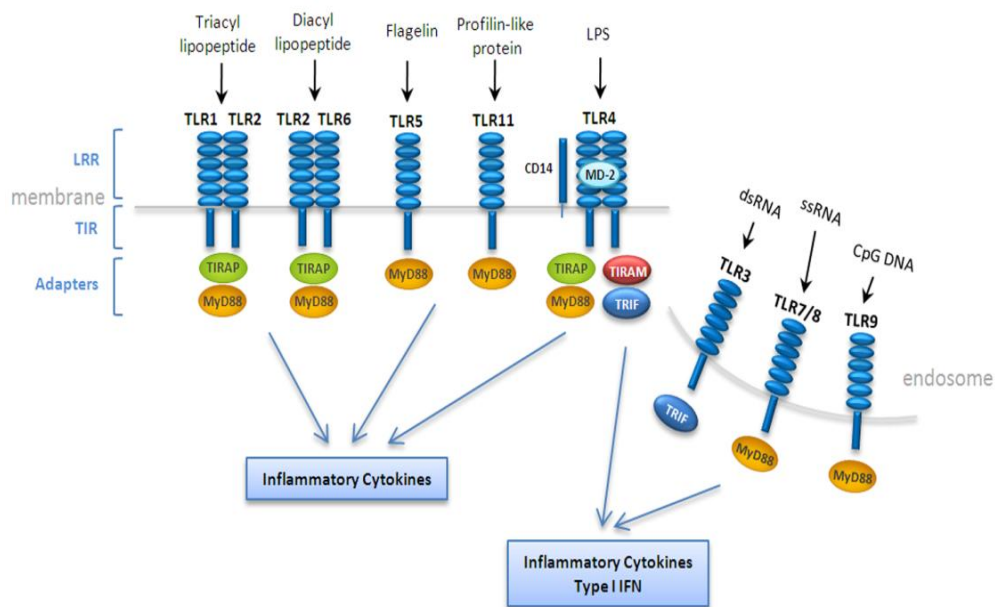 Triacyl
lipopeptide
Diacyl
lipopeptide
Flagelin
Profilin-like
protein
LPS
TLR1 TLR2
TLR2 TLR6
TLR5
TLR11
TLR4
LRR
CD14
MD-2
membrane
TIR
Adapters
TIRAP
MyD88
TIRAP
MyD88
MyD88
MyD88
TIRAP
MyD88
TIRAM
TRIF
dsRNA
ssRNA
CpG DNA
TLR3
TLR7/8
TLR9
endosome
TRIF
MyD88
MyD88
Inflammatory Cytokines
Inflammatory Cytokines
Type I IFN